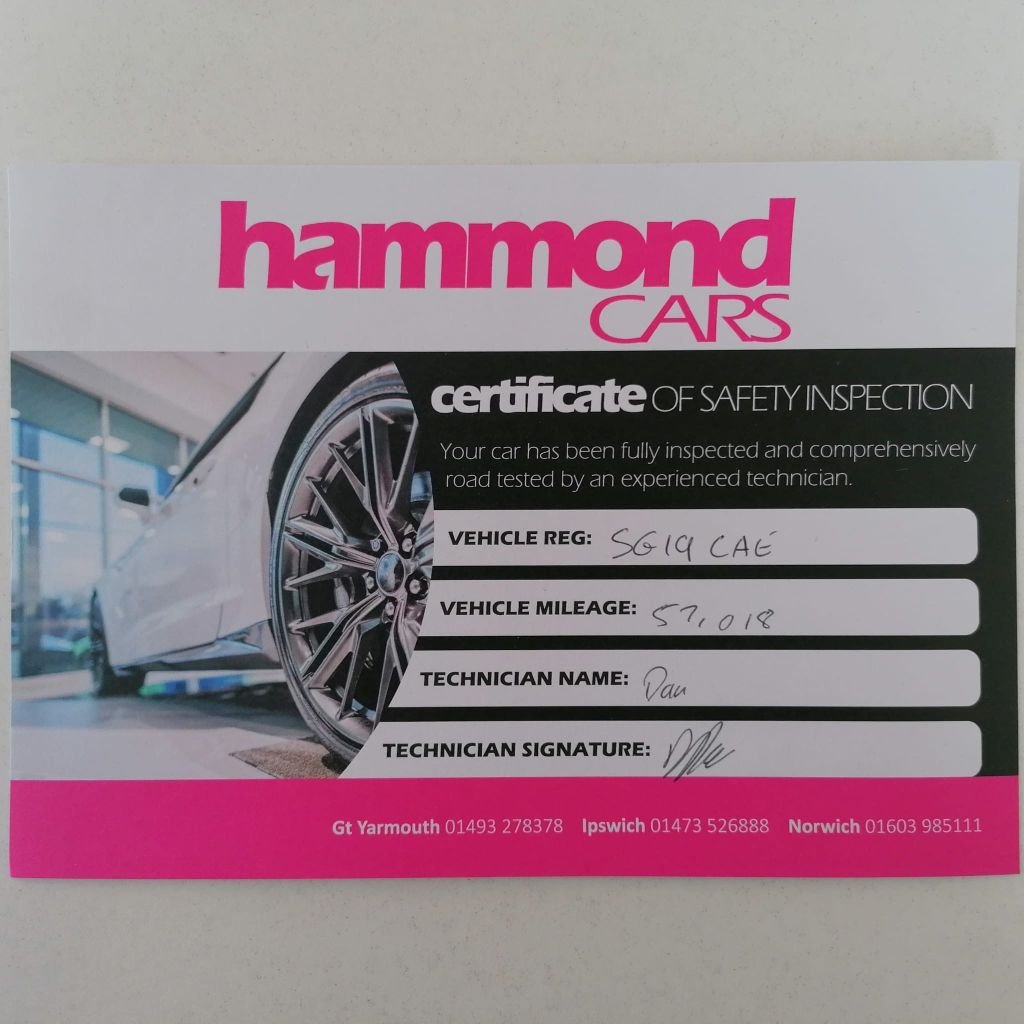 hammond
CARS
certificate OF SAFETY INSPECTION
Your car has been fully inspected and comprehensively
road tested by an experienced technician.
VEHICLE REG: SG19 CAE
VEHICLE MILEAGE: 57,018
TECHNICIAN NAME: Dan
TECHNICIAN SIGNATURE:
Gt Yarmouth 01493 278378 Ipswich 01473 526888 Norwich 01603 985111